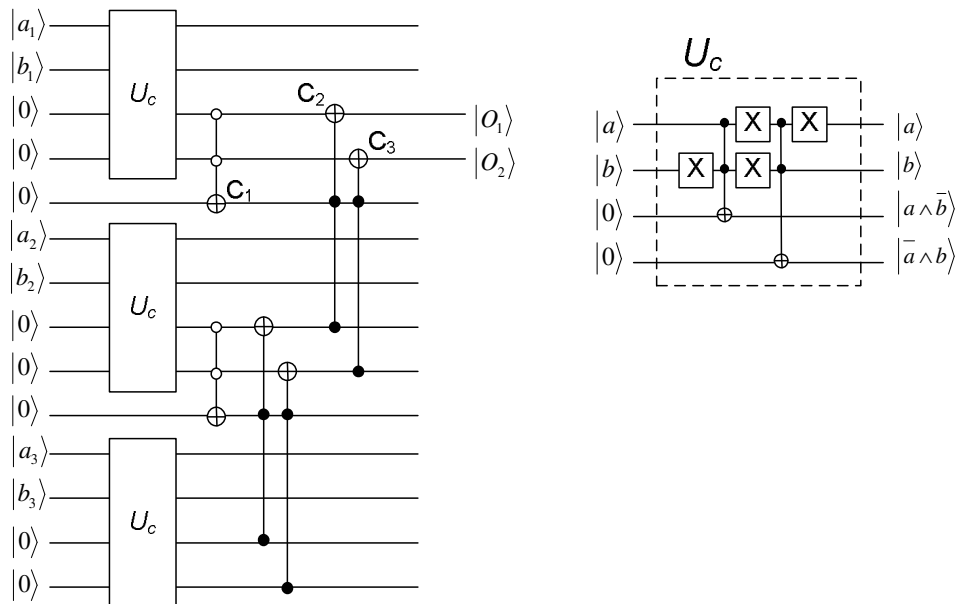 |a₁⟩
|b₁⟩
|0⟩
|0⟩
|0⟩
U_c
C₁
C₂
C₃
|O₁⟩
|O₂⟩
|a₂⟩
|b₂⟩
|0⟩
|0⟩
|0⟩
U_c
|a₃⟩
|b₃⟩
|0⟩
|0⟩
U_c
U_c
|a⟩ X X |a⟩
|b⟩ X X |b⟩
|0⟩ |a ∧ b̅⟩
|0⟩ |a̅ ∧ b⟩